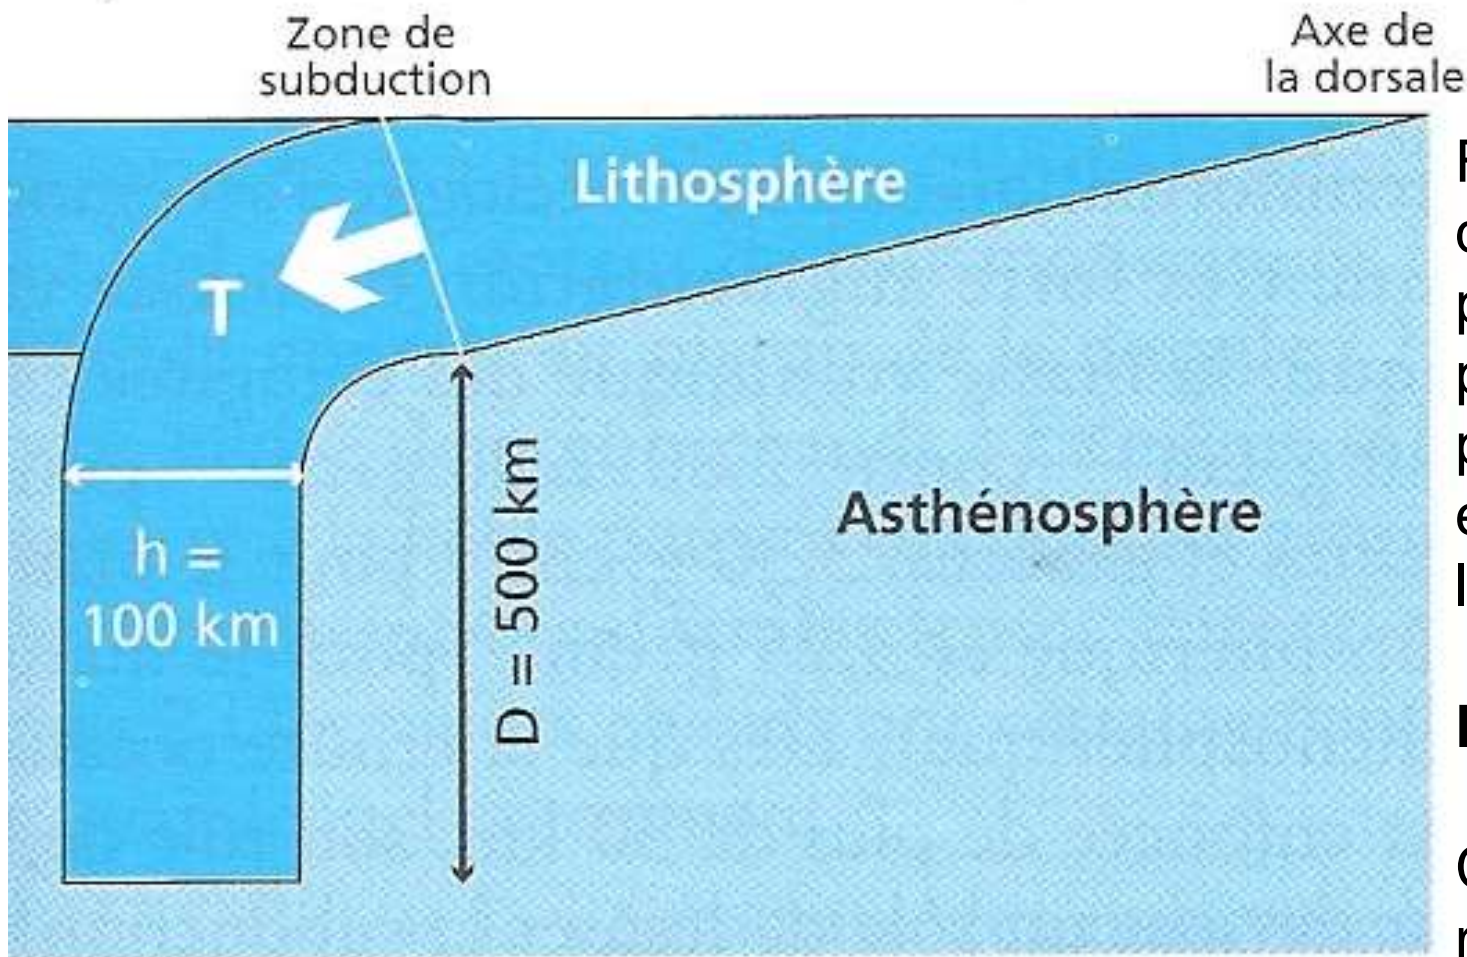 Zone de
subduction
Axe de
la dorsale
Lithosphère
T
h =
100 km
D = 500 km
Asthénosphère